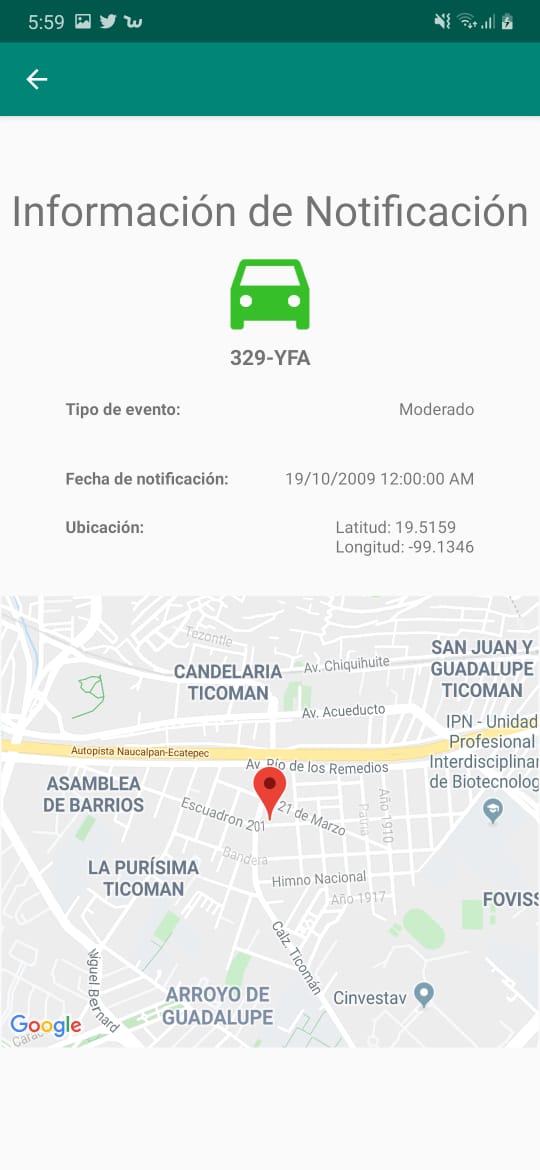 5:59
Información de Notificación
329-YFA
Tipo de evento: Moderado
Fecha de notificación: 19/10/2009 12:00:00 AM
Ubicación: Latitud: 19.5159
Longitud: -99.1346
Tezontle
CANDELARIA
TICOMAN
Av. Chiquihuite
SAN JUAN Y
GUADALUPE
TICOMAN
Av. Acueducto
IPN - Unidad
Profesional
Interdisciplinar
de Biotecnolog
Autopista Naucalpan-Ecatepec
Av. Río de los Remedios
ASAMBLEA
DE BARRIOS
Escuadron 201
21 de Marzo
Patria
Año 1910
Bandera
LA PURÍSIMA
TICOMAN
Himno Nacional
Año 1917
FOVISS
Calz. Ticomán
iguel Bernard
ARROYO DE
GUADALUPE
Cinvestav
Google